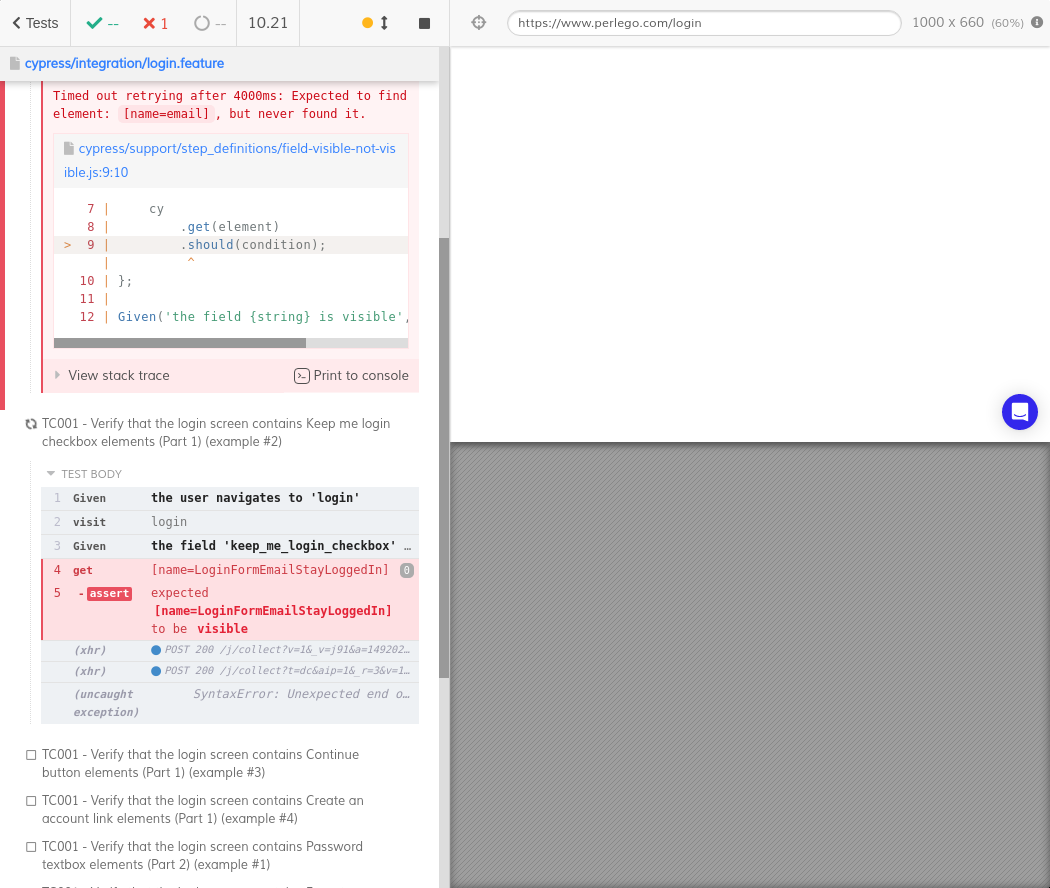 Tests -- 1 -- 10.21
https://www.perlego.com/login 1000 x 660 (60%)
cypress/integration/login.feature
Timed out retrying after 4000ms: Expected to find
element: [name=email], but never found it.
cypress/support/step_definitions/field-visible-not-vis
ible.js:9:10
7 | cy
8 | .get(element)
> 9 | .should(condition);
| ^
10 | };
11 |
12 | Given('the field {string} is visible',
View stack trace Print to console
TC001 - Verify that the login screen contains Keep me login
checkbox elements (Part 1) (example #2)
TEST BODY
1 Given the user navigates to 'login'
2 visit login
3 Given the field 'keep_me_login_checkbox' …
4 get [name=LoginFormEmailStayLoggedIn] 0
5 -assert expected
[name=LoginFormEmailStayLoggedIn]
to be visible
(xhr) POST 200 /j/collect?v=1&_v=j91&a=149202…
(xhr) POST 200 /j/collect?t=dc&aip=1&_r=3&v=1…
(uncaught SyntaxError: Unexpected end o…
exception)
TC001 - Verify that the login screen contains Continue
button elements (Part 1) (example #3)
TC001 - Verify that the login screen contains Create an
account link elements (Part 1) (example #4)
TC001 - Verify that the login screen contains Password
textbox elements (Part 2) (example #1)